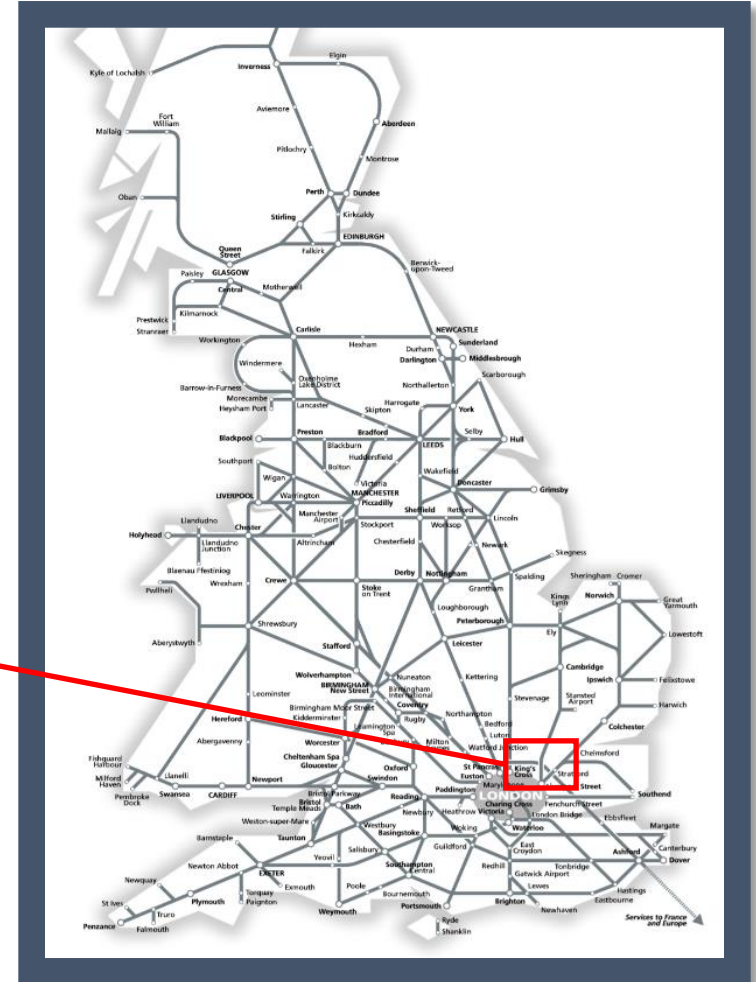 Elgin
Inverness
Kyle of Lochalsh
Aviemore
Fort
William
Aberdeen
Mallaig
Pitlochry
Montrose
Perth
Dundee
Oban
Stirling
Kirkcaldy
EDINBURGH
Queen
Street
Falkirk
Berwick-
upon-Tweed
Paisley
GLASGOW
Central
Motherwell
Prestwick
Kilmarnock
Stranraer
Carlisle
NEWCASTLE
Workington
Hexham
Sunderland
Durham
Darlington
Middlesbrough
Windermere
Scarborough
Oxenholme
Lake District
Barrow-in-Furness
Northallerton
Morecambe
Lancaster
Harrogate
York
Heysham Port
Skipton
Blackpool
Preston
Bradford
Selby
Hull
Blackburn
LEEDS
Southport
Huddersfield
Bolton
Wakefield
Wigan
Victoria
Doncaster
Grimsby
LIVERPOOL
Warrington
MANCHESTER
Piccadilly
Manchester
Airport
Sheffield
Retford
Lincoln
Llandudno
Stockport
Worksop
Holyhead
Chester
Llandudno
Junction
Altrincham
Chesterfield
Newark
Skegness
Blaenau Ffestiniog
Derby
Nottingham
Spalding
Sheringham
Cromer
Pwllheli
Wrexham
Crewe
Stoke
on Trent
Grantham
Kings
Lynn
Norwich
Great
Yarmouth
Loughborough
Shrewsbury
Peterborough
Ely
Lowestoft
Aberystwyth
Stafford
Leicester
Wolverhampton
Nuneaton
Kettering
Cambridge
BIRMINGHAM
New Street
Birmingham
International
Ipswich
Felixstowe
Leominster
Coventry
Stevenage
Stansted
Airport
Birmingham Moor Street
Kidderminster
Rugby
Northampton
Harwich
Hereford
Leamington
Spa
Bedford
Colchester
Abergavenny
Worcester
Milton
Luton
Watford Junction
Chelmsford
Fishguard
Harbour
Cheltenham Spa
Gloucester
Oxford
St Pancras
King's
Cross
Stratford
Milford
Haven
Llanelli
Newport
Swindon
Euston
Street
Pembroke
Dock
Swansea
CARDIFF
Bristol Parkway
Reading
Paddington
LONDON
Southend
Bristol
Temple Meads
Bath
Newbury
Heathrow
Victoria
Charing Cross
Fenchurch Street
London Bridge
Ebbsfleet
Weston-super-Mare
Westbury
Basingstoke
Woking
Waterloo
Margate
Barnstaple
Taunton
Salisbury
Guildford
East
Croydon
Canterbury
Newton Abbot
Yeovil
Southampton
Central
Redhill
Tonbridge
Ashford
Dover
Newquay
EXETER
Gatwick Airport
Exmouth
Poole
Lewes
Hastings
St Ives
Plymouth
Torquay
Paignton
Bournemouth
Eastbourne
Truro
Weymouth
Portsmouth
Brighton
Newhaven
Penzance
Falmouth
Ryde
Shanklin
Services to France
and Europe